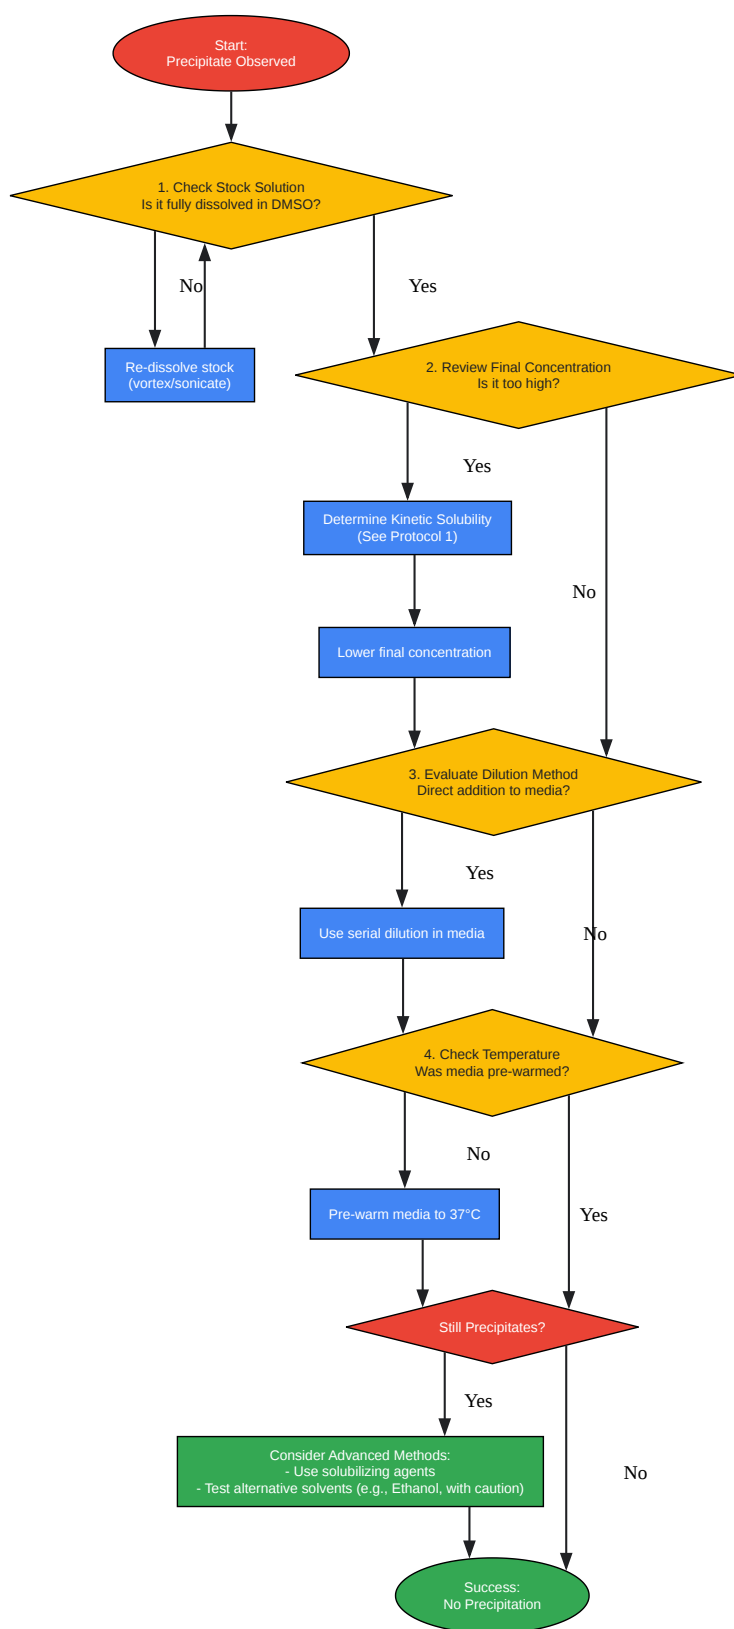 Start:
Precipitate Observed
1. Check Stock Solution
Is it fully dissolved in DMSO?
No
Yes
Re-dissolve stock
(vortex/sonicate)
2. Review Final Concentration
Is it too high?
Yes
Determine Kinetic Solubility
(See Protocol 1)
No
Lower final concentration
3. Evaluate Dilution Method
Direct addition to media?
Yes
Use serial dilution in media
No
4. Check Temperature
Was media pre-warmed?
No
Pre-warm media to 37°C
Yes
Still Precipitates?
Yes
Consider Advanced Methods:
- Use solubilizing agents
- Test alternative solvents (e.g., Ethanol, with caution)
No
Success:
No Precipitation